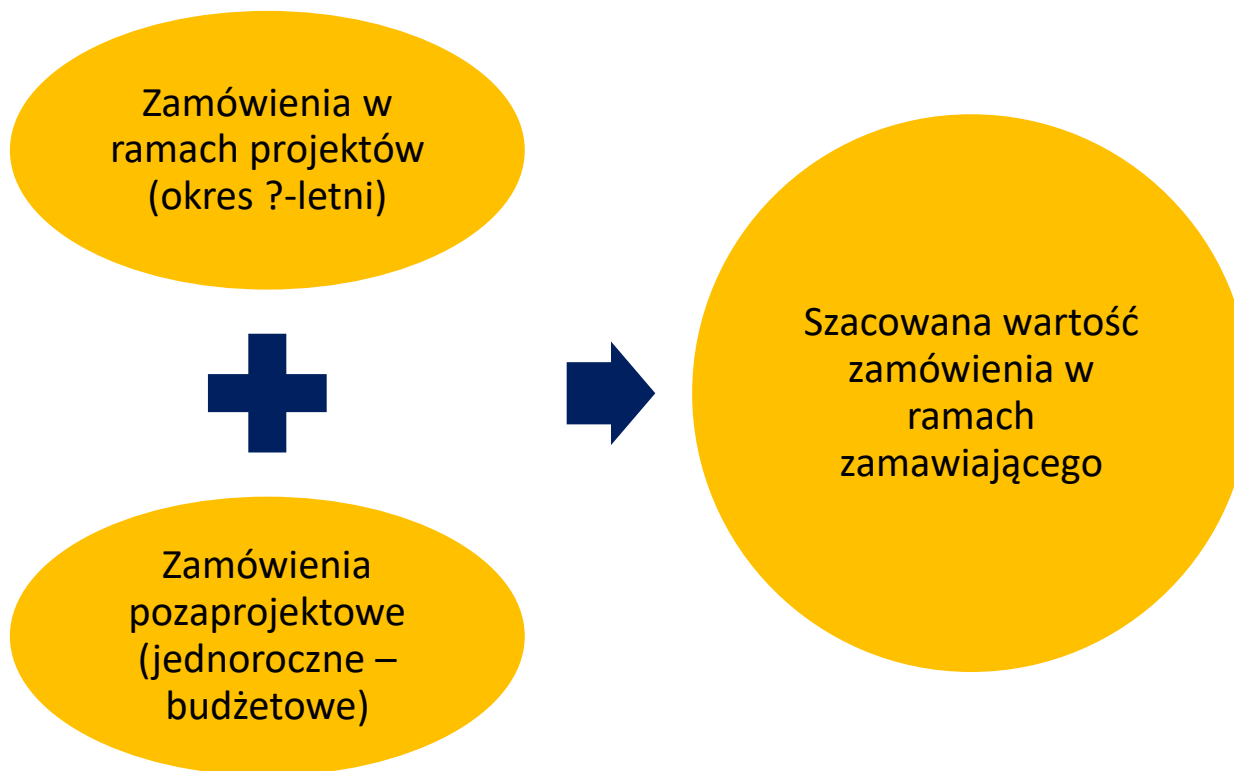 Zamówienia w
ramach projektów
(okres ?-letni)
Zamówienia
pozaprojektowe
(jednoroczne –
budżetowe)
Szacowana wartość
zamówienia w
ramach
zamawiającego